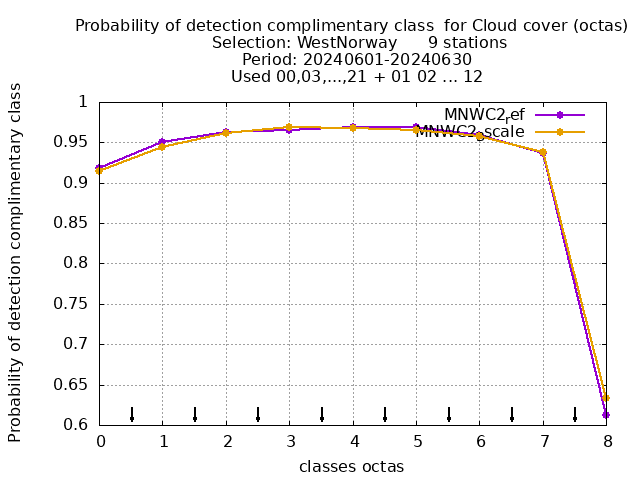 Probability of detection complimentary class  for Cloud cover (octas)
Selection: WestNorway      9 stations
Period: 20240601-20240630
Used 00,03,...,21 + 01 02 ... 12
Probability of detection complimentary class
1
0.95
0.9
0.85
0.8
0.75
0.7
0.65
0.6
MNWC2_ref
MNWC2_scale
0 1 2 3 4 5 6 7 8
classes octas